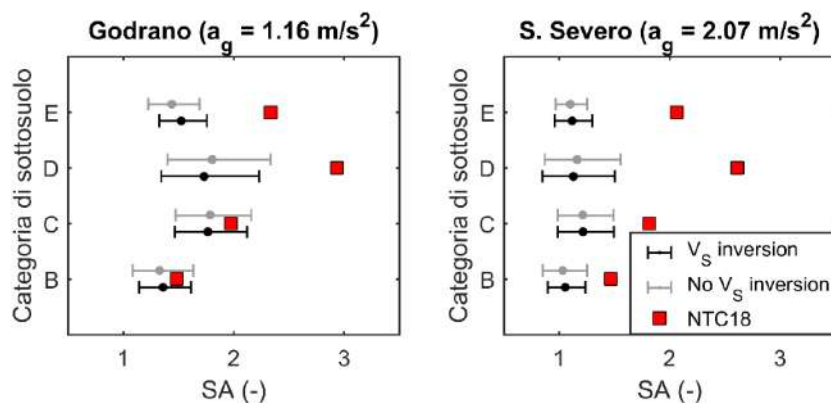 Godrano (a_g = 1.16 m/s²)
Categoria di sottosuolo
E
D
C
B
1 2 3
SA (-)
S. Severo (a_g = 2.07 m/s²)
Categoria di sottosuolo
E
D
C
B
V_S inversion
No V_S inversion
NTC18
1 2 3
SA (-)